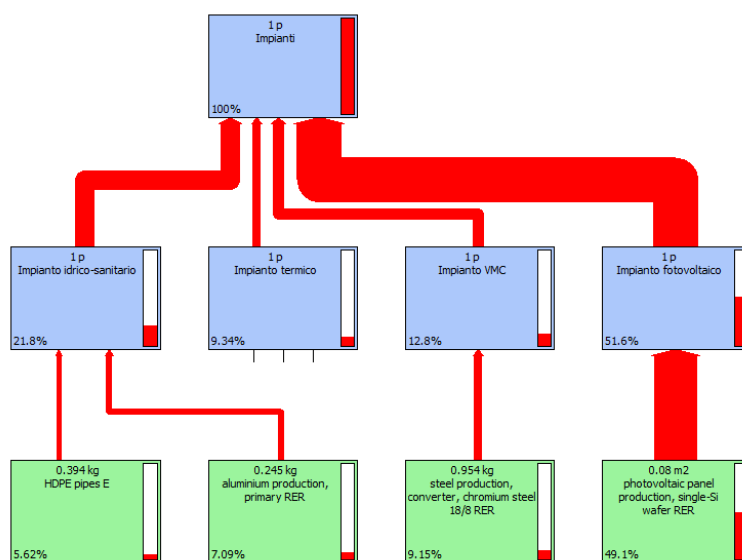 1 p
Impianti
100%
1 p
Impianto idrico-sanitario
21.8%
1 p
Impianto termico
9.34%
1 p
Impianto VMC
12.8%
1 p
Impianto fotovoltaico
51.6%
0.394 kg
HDPE pipes E
5.62%
0.245 kg
aluminium production,
primary RER
7.09%
0.954 kg
steel production,
converter, chromium steel
18/8 RER
9.15%
0.08 m2
photovoltaic panel
production, single-Si
wafer RER
49.1%